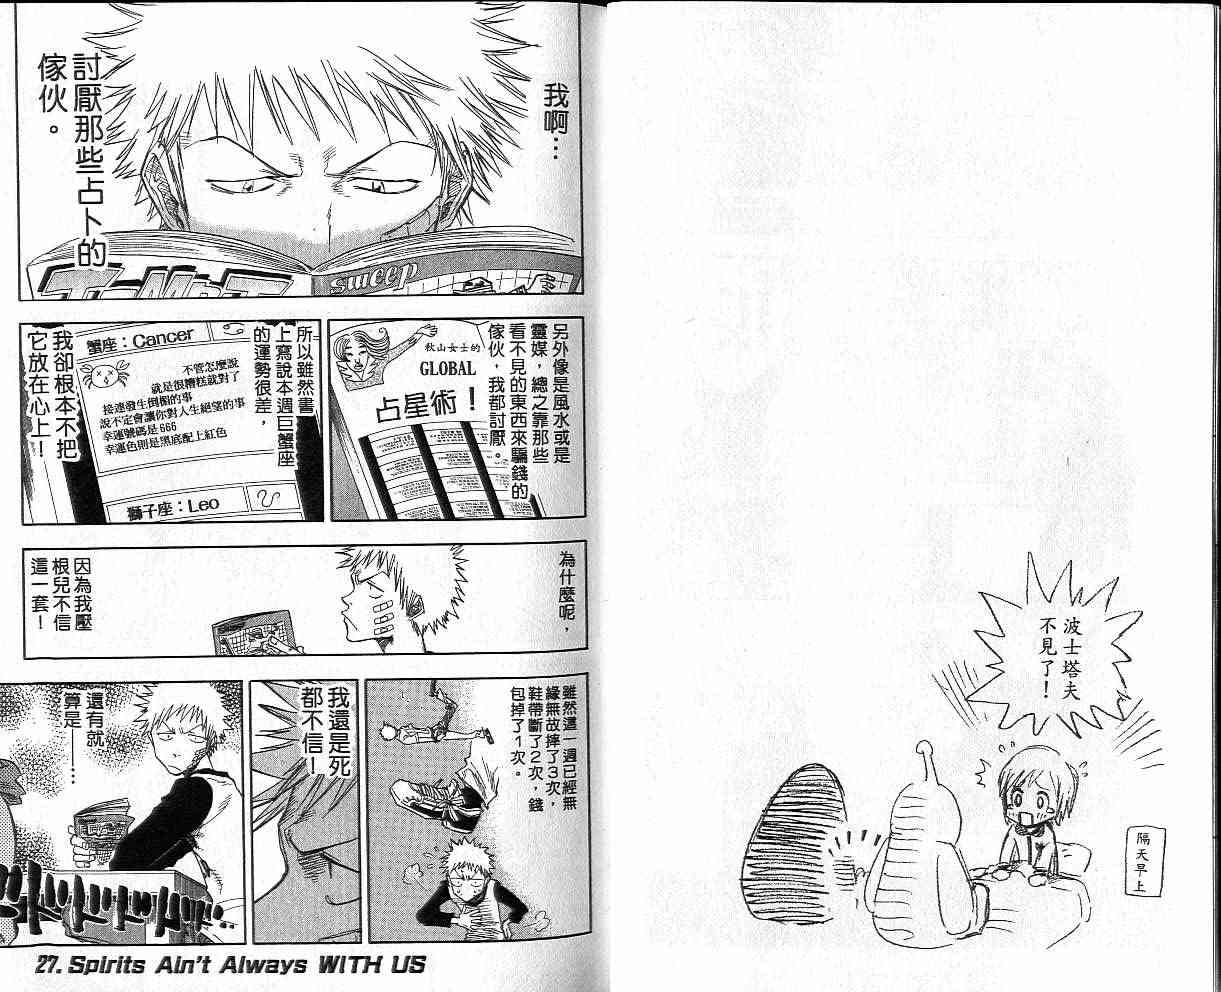 波士塔夫
不見了！
隔天早上
我啊…
討厭那些占卜的
傢伙。
sweep
另外像是風水或是
靈媒，總之靠那些
看不見的東西來騙錢的
傢伙，我都討厭。
秋山女士的
GLOBAL
占星術！
所以雖然書
上寫說本週巨蟹座
的運勢很差，
蟹座：Cancer
不管怎麼說
就是很糟糕就對了
接連發生倒楣的事
說不定會讓你對人生絕望的事
幸運號碼是666
幸運色則是黑底配上紅色
獅子座：Leo
我卻根本不把
它放在心上！
為什麼呢，
因為我壓
根兒不信
這一套！
雖然這一週已經無
緣無故摔了3次，
鞋帶斷了2次，錢
包掉了1次。
我還是死
都不信！
還有就
算是……
27. Spirits Ain't Always WITH US